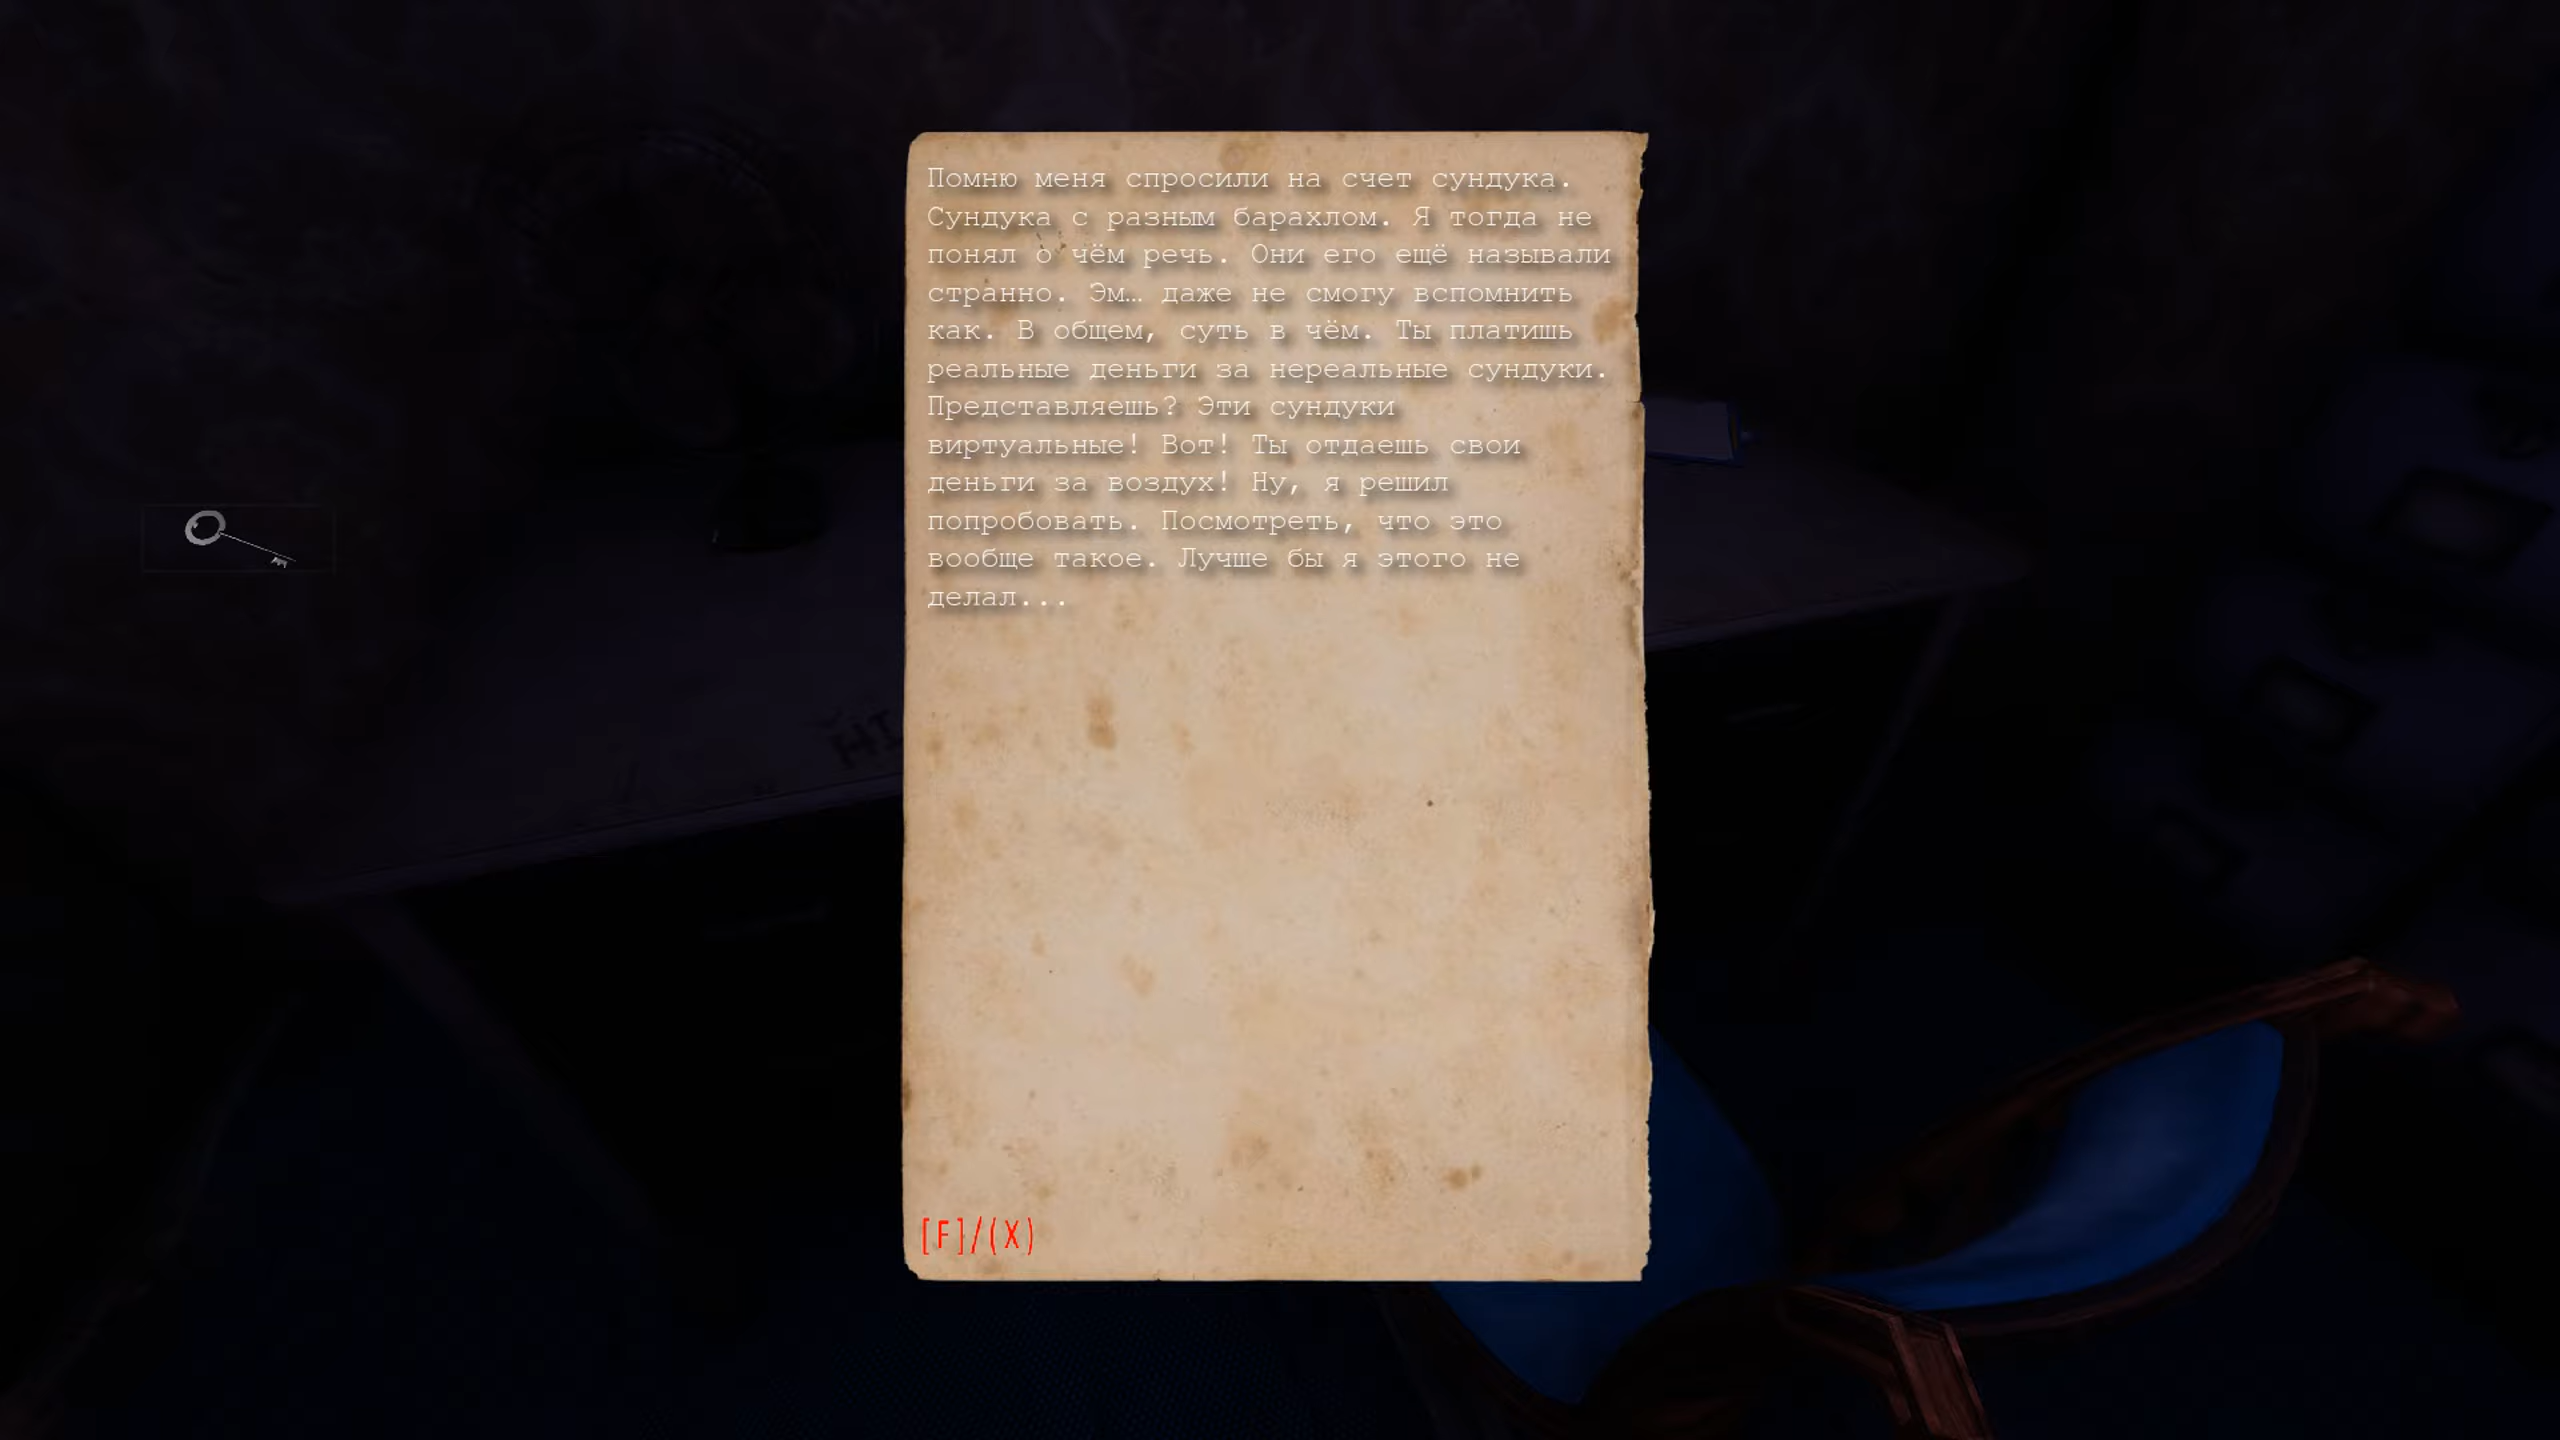 Помню меня спросили на счет сундука.
Сундука с разным барахлом. Я тогда не
понял о чём речь. Они его ещё называли
странно. Эм… даже не смогу вспомнить
как. В общем, суть в чём. Ты платишь
реальные деньги за нереальные сундуки.
Представляешь? Эти сундуки
виртуальные! Вот! Ты отдаешь свои
деньги за воздух! Ну, я решил
попробовать. Посмотреть, что это
вообще такое. Лучше бы я этого не
делал...
[F]/(X)